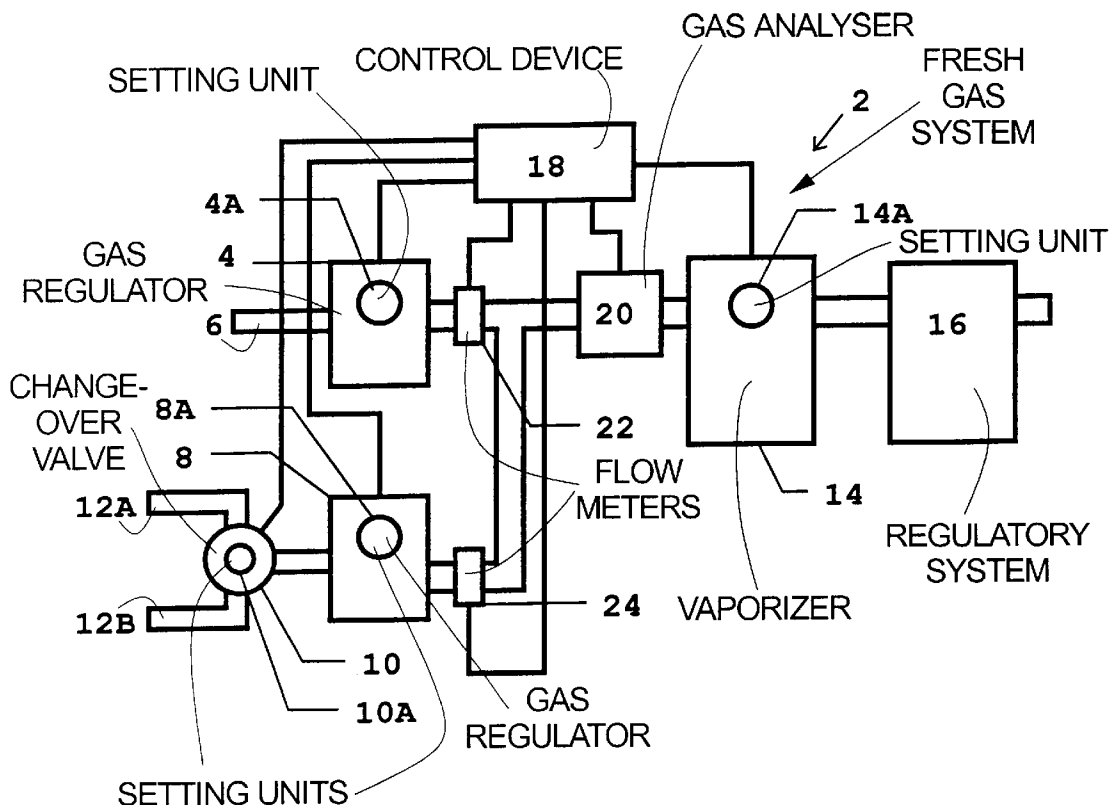 GAS ANALYSER
SETTING UNIT
CONTROL DEVICE
FRESH
GAS
SYSTEM
2
18
4A
14A
SETTING UNIT
GAS
REGULATOR
4
6
20
16
CHANGE-
OVER
VALVE
8A
8
22
FLOW
METERS
14
12A
REGULATORY
SYSTEM
12B
24
VAPORIZER
10
10A
GAS
REGULATOR
SETTING UNITS